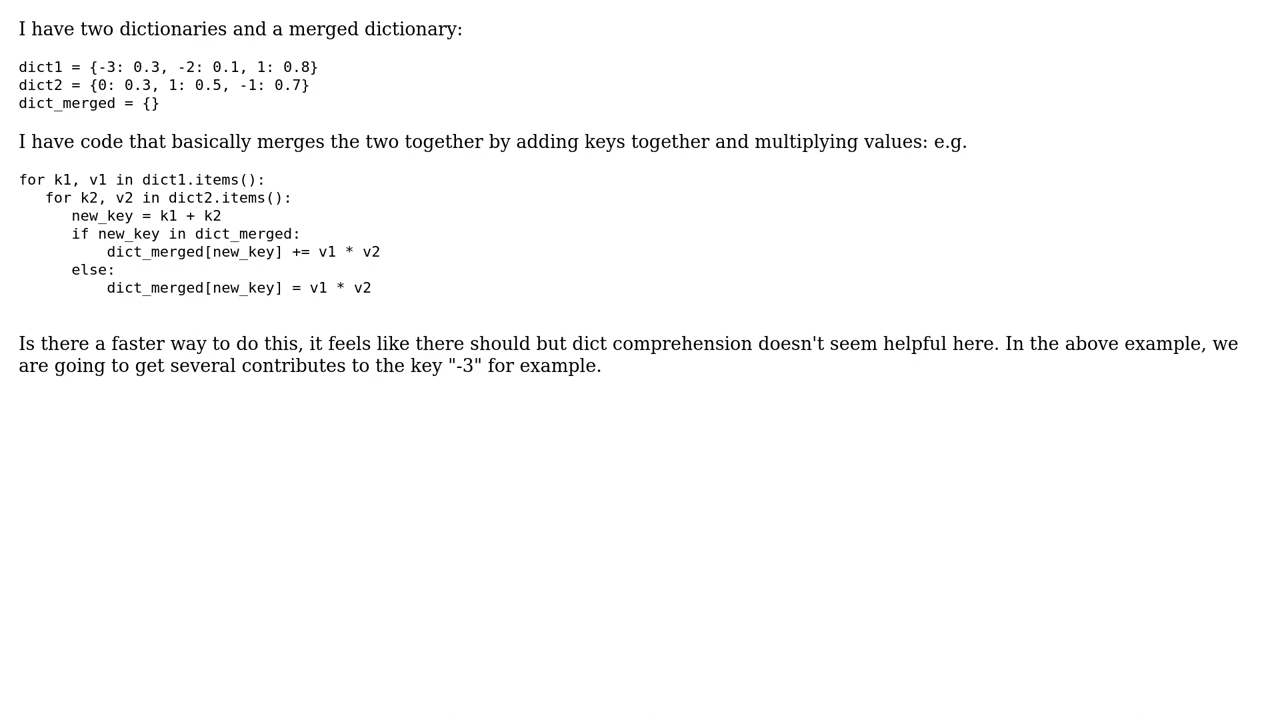 I have two dictionaries and a merged dictionary:
dict1 = {-3: 0.3, -2: 0.1, 1: 0.8}
dict2 = {0: 0.3, 1: 0.5, -1: 0.7}
dict_merged = {}
I have code that basically merges the two together by adding keys together and multiplying values: e.g.
for k1, v1 in dict1.items():
   for k2, v2 in dict2.items():
      new_key = k1 + k2
      if new_key in dict_merged:
          dict_merged[new_key] += v1 * v2
      else:
          dict_merged[new_key] = v1 * v2
Is there a faster way to do this, it feels like there should but dict comprehension doesn't seem helpful here. In the above example, we
are going to get several contributes to the key "-3" for example.